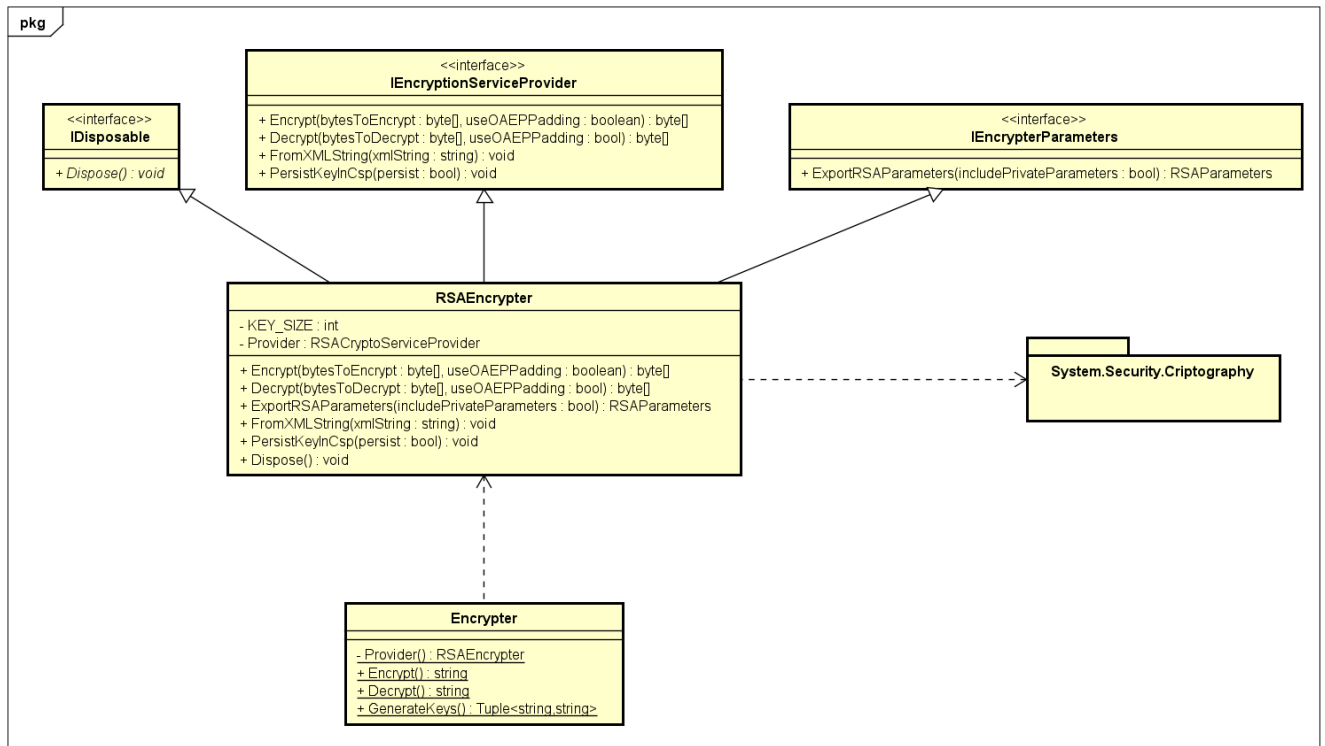 pkg
<<interface>>
IEncryptionServiceProvider
+ Encrypt(bytesToEncrypt : byte[], useOAEPPadding : boolean) : byte[]
+ Decrypt(bytesToDecrypt : byte[], useOAEPPadding : bool) : byte[]
+ FromXMLString(xmlString : string) : void
+ PersistKeyInCsp(persist : bool) : void
<<interface>>
IDisposable
+ Dispose() : void
<<interface>>
IEncrypterParameters
+ ExportRSAParameters(includePrivateParameters : bool) : RSAParameters
RSAEncrypter
- KEY_SIZE : int
- Provider : RSACryptoServiceProvider
+ Encrypt(bytesToEncrypt : byte[], useOAEPPadding : boolean) : byte[]
+ Decrypt(bytesToDecrypt : byte[], useOAEPPadding : bool) : byte[]
+ ExportRSAParameters(includePrivateParameters : bool) : RSAParameters
+ FromXMLString(xmlString : string) : void
+ PersistKeyInCsp(persist : bool) : void
+ Dispose() : void
System.Security.Criptography
Encrypter
- Provider() : RSAEncrypter
+ Encrypt() : string
+ Decrypt() : string
+ GenerateKeys() : Tuple<string,string>